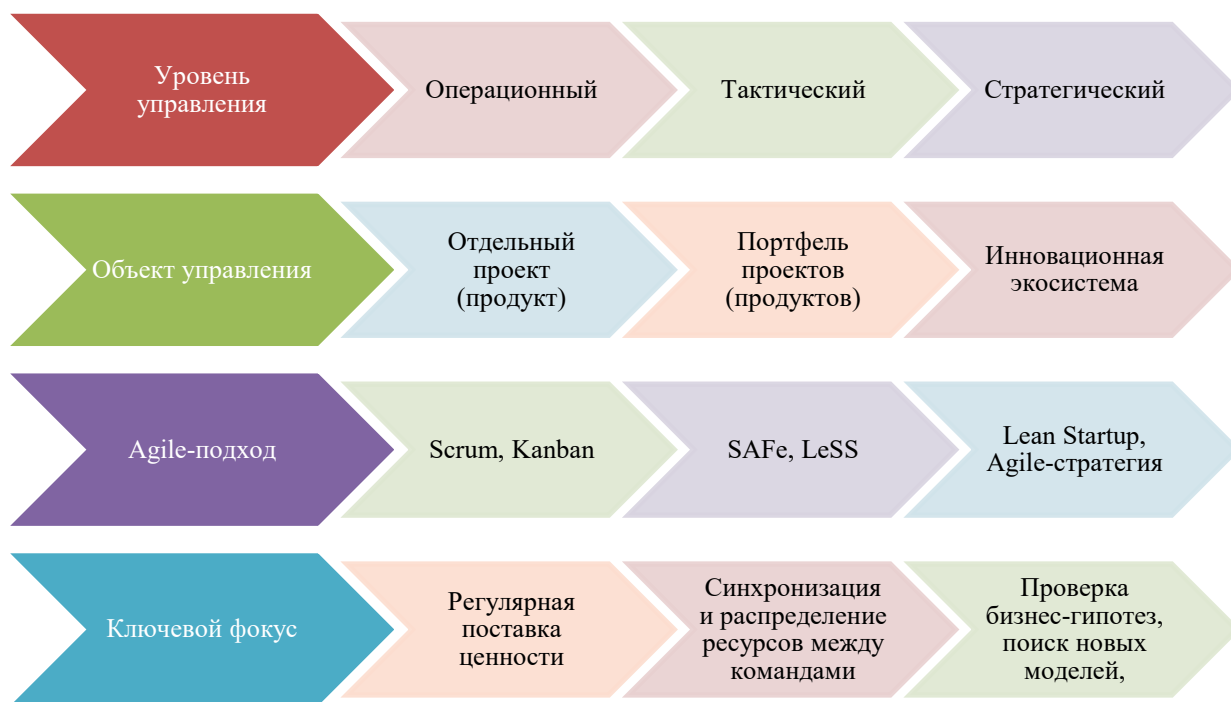 Уровень
управления
Операционный
Тактический
Стратегический
Объект управления
Отдельный
проект
(продукт)
Портфель
проектов
(продуктов)
Инновационная
экосистема
Agile-подход
Scrum, Kanban
SAFe, LeSS
Lean Startup,
Agile-стратегия
Ключевой фокус
Регулярная
поставка
ценности
Синхронизация
и распределение
ресурсов между
командами
Проверка
бизнес-гипотез,
поиск новых
моделей,